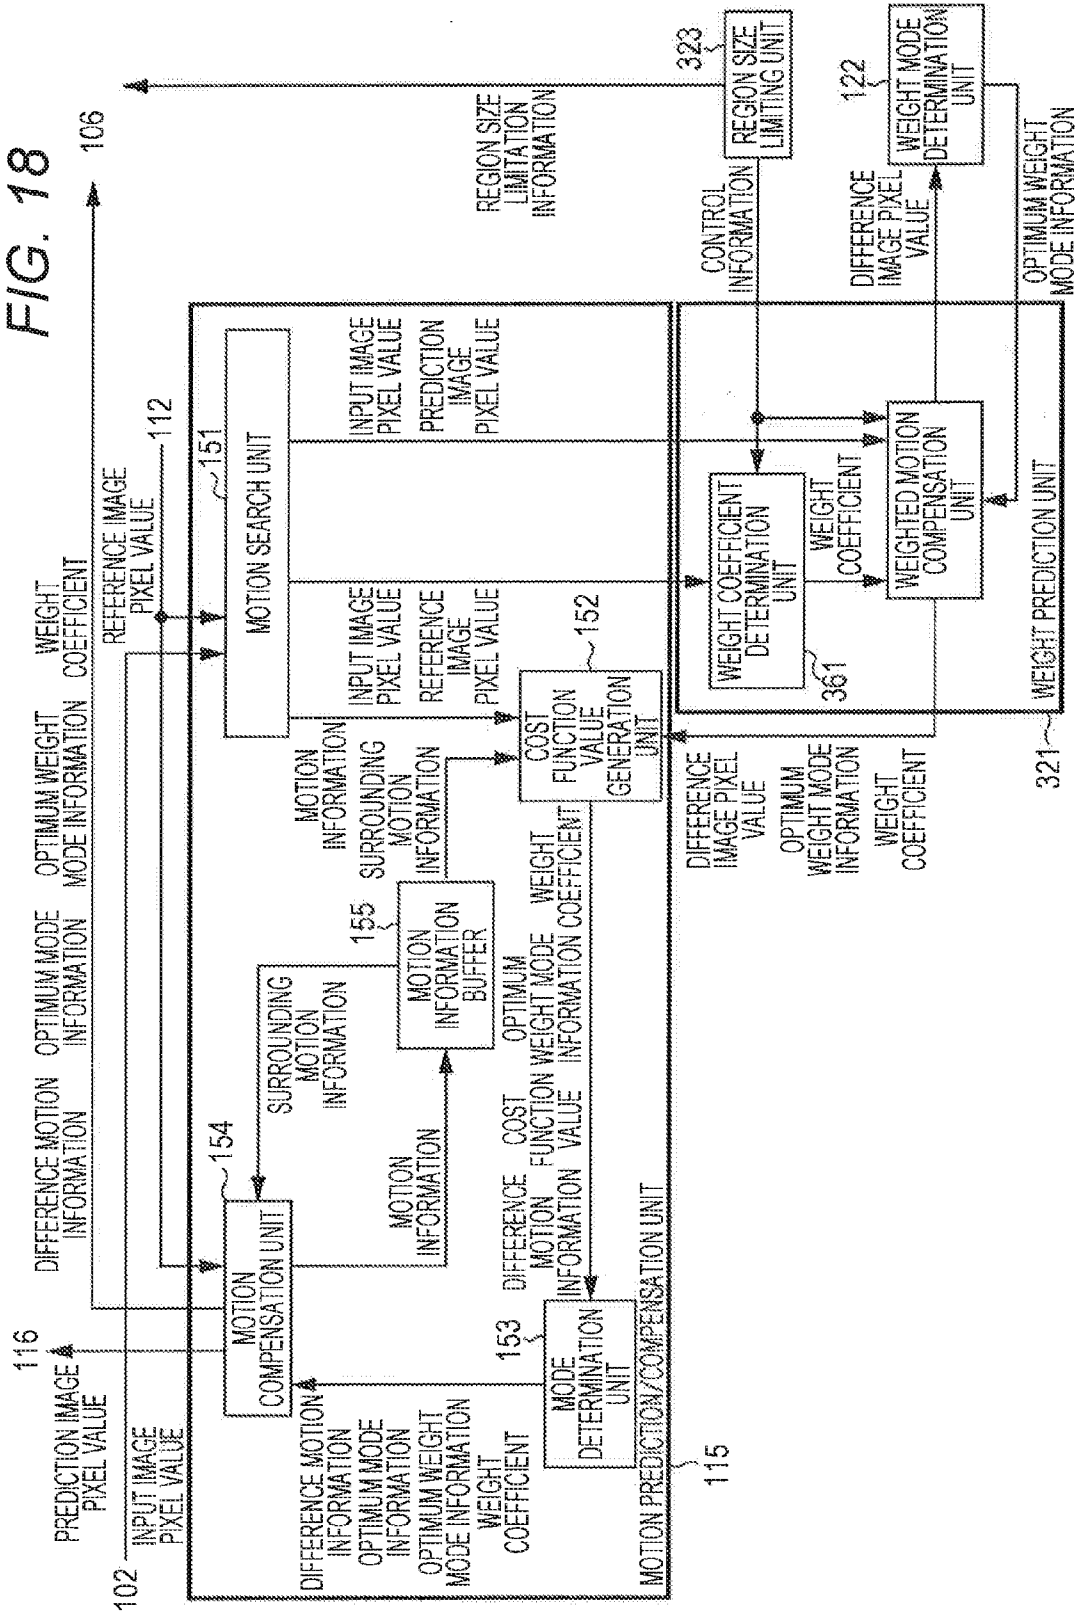 FIG. 18
106
DIFFERENCE MOTION
INFORMATION
OPTIMUM MODE
INFORMATION
OPTIMUM WEIGHT
MODE INFORMATION
WEIGHT
COEFFICIENT
116
PREDICTION IMAGE
PIXEL VALUE
102
INPUT IMAGE
PIXEL VALUE
REFERENCE IMAGE
PIXEL VALUE
112
154
MOTION
COMPENSATION UNIT
151
MOTION SEARCH UNIT
SURROUNDING
MOTION
INFORMATION
MOTION
INFORMATION
155
MOTION
INFORMATION
BUFFER
MOTION
INFORMATION
SURROUNDING
MOTION
INFORMATION
INPUT IMAGE
PIXEL VALUE
REFERENCE
IMAGE
PIXEL VALUE
INPUT IMAGE
PIXEL VALUE
PREDICTION
IMAGE
PIXEL VALUE
DIFFERENCE MOTION
INFORMATION
OPTIMUM MODE
INFORMATION
OPTIMUM WEIGHT
MODE INFORMATION
WEIGHT
COEFFICIENT
153
MODE
DETERMINATION
UNIT
DIFFERENCE
MOTION
INFORMATION
COST
FUNCTION
VALUE
OPTIMUM
WEIGHT MODE
INFORMATION
WEIGHT
COEFFICIENT
152
COST
FUNCTION
VALUE
GENERATION
UNIT
MOTION PREDICTION/COMPENSATION UNIT
115
REGION SIZE
LIMITATION
INFORMATION
323
REGION SIZE
LIMITING UNIT
CONTROL
INFORMATION
DIFFERENCE
IMAGE PIXEL
VALUE
OPTIMUM
WEIGHT MODE
INFORMATION
WEIGHT
COEFFICIENT
WEIGHT COEFFICIENT
DETERMINATION
UNIT
361
WEIGHT
COEFFICIENT
WEIGHTED MOTION
COMPENSATION
UNIT
DIFFERENCE
IMAGE PIXEL
VALUE
122
WEIGHT MODE
DETERMINATION
UNIT
OPTIMUM WEIGHT
MODE INFORMATION
WEIGHT PREDICTION UNIT
321